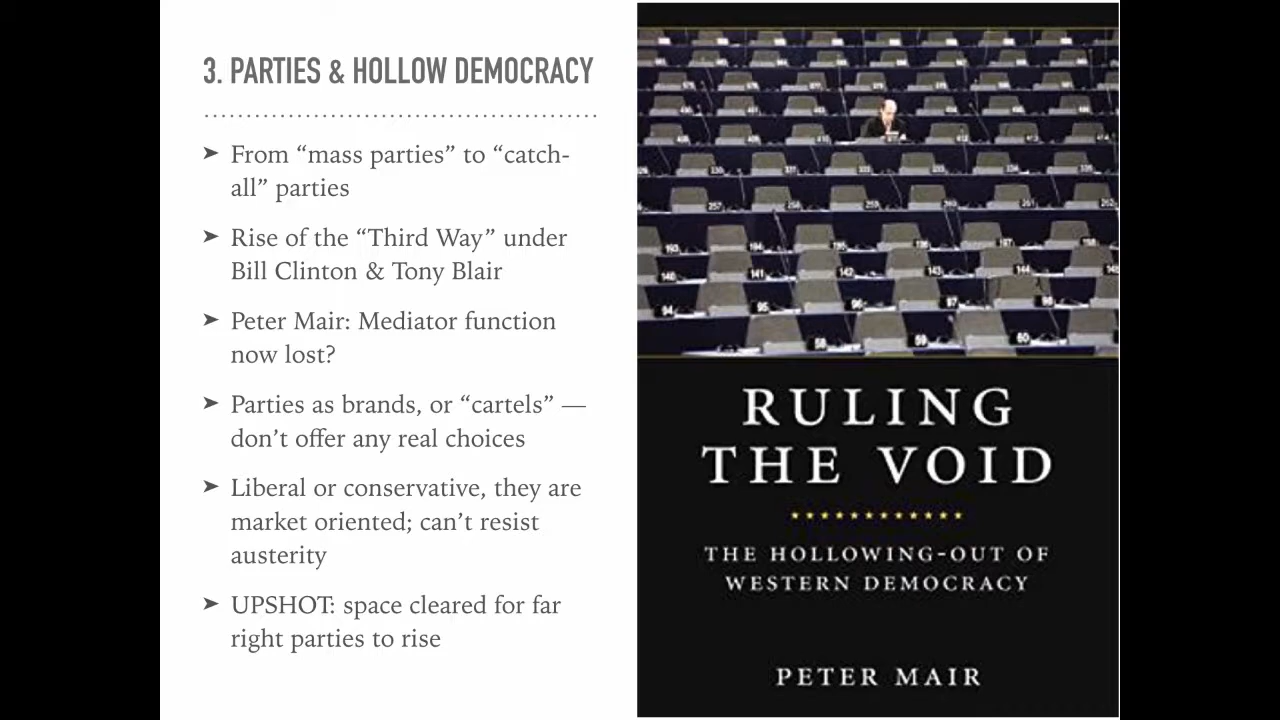 3. PARTIES & HOLLOW DEMOCRACY
From “mass parties” to “catch-
all” parties
Rise of the “Third Way” under
Bill Clinton & Tony Blair
Peter Mair: Mediator function
now lost?
Parties as brands, or “cartels” —
don’t offer any real choices
Liberal or conservative, they are
market oriented; can’t resist
austerity
UPSHOT: space cleared for far
right parties to rise
RULING
THE VOID
THE HOLLOWING-OUT OF
WESTERN DEMOCRACY
PETER MAIR